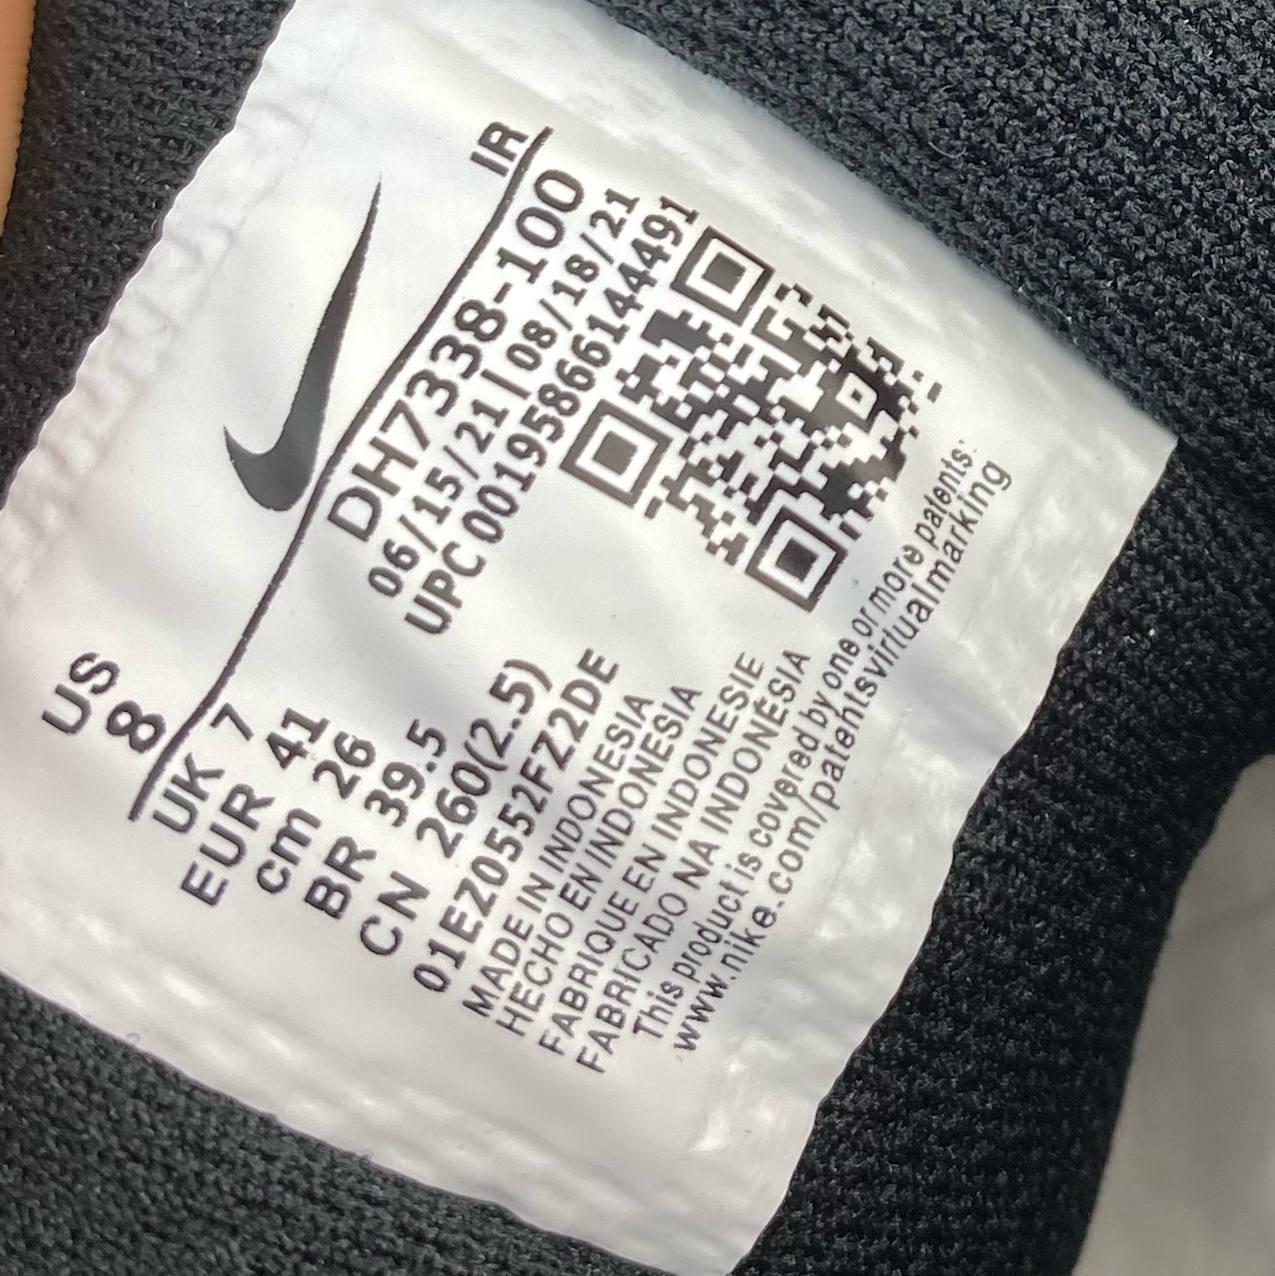 IR
US
8
DH7338-100
06/15/21 | 08/18/21
UPC 00195866144491
UK 7
EUR 41
cm 26
BR 39.5
CN 260(2.5)
01EZ0552FZ2DE
MADE IN INDONESIA
HECHO EN INDONESIA
FABRIQUE EN INDONESIE
FABRICADO NA INDONÉSIA
This product is covered by one or more patents:
www.nike.com/patentsvirtualmarking